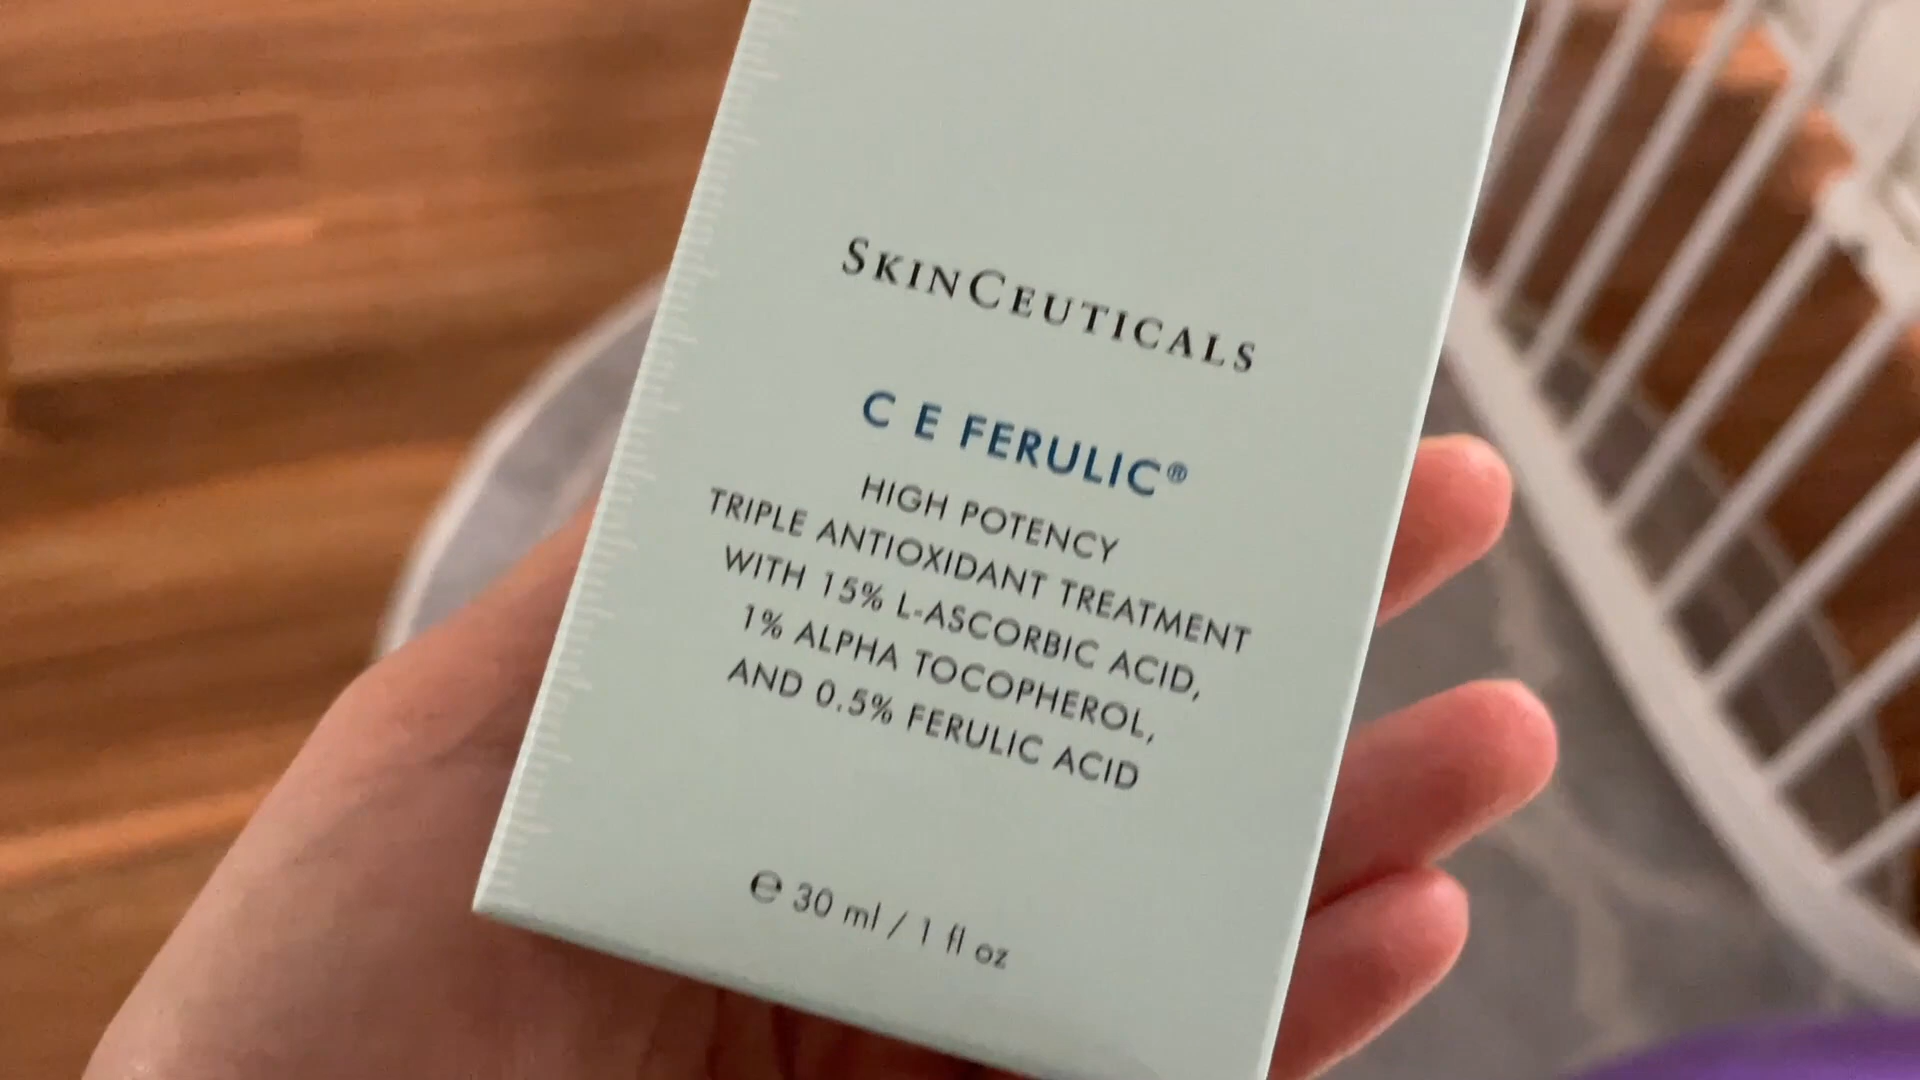 SKINCEUTICALS
C E FERULIC®
HIGH POTENCY
TRIPLE ANTIOXIDANT TREATMENT
WITH 15% L-ASCORBIC ACID,
1% ALPHA TOCOPHEROL,
AND 0.5% FERULIC ACID
℮ 30 ml / 1 fl oz